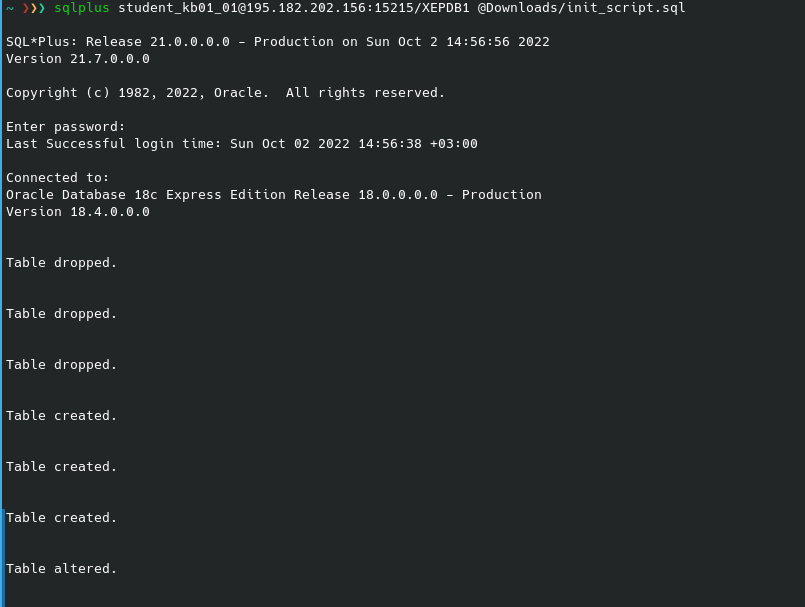 ~ ❯❯❯ sqlplus student_kb01_01@195.182.202.156:15215/XEPDB1 @Downloads/init_script.sql
SQL*Plus: Release 21.0.0.0.0 - Production on Sun Oct 2 14:56:56 2022
Version 21.7.0.0.0
Copyright (c) 1982, 2022, Oracle.  All rights reserved.
Enter password:
Last Successful login time: Sun Oct 02 2022 14:56:38 +03:00
Connected to:
Oracle Database 18c Express Edition Release 18.0.0.0.0 - Production
Version 18.4.0.0.0
Table dropped.
Table dropped.
Table dropped.
Table created.
Table created.
Table created.
Table altered.